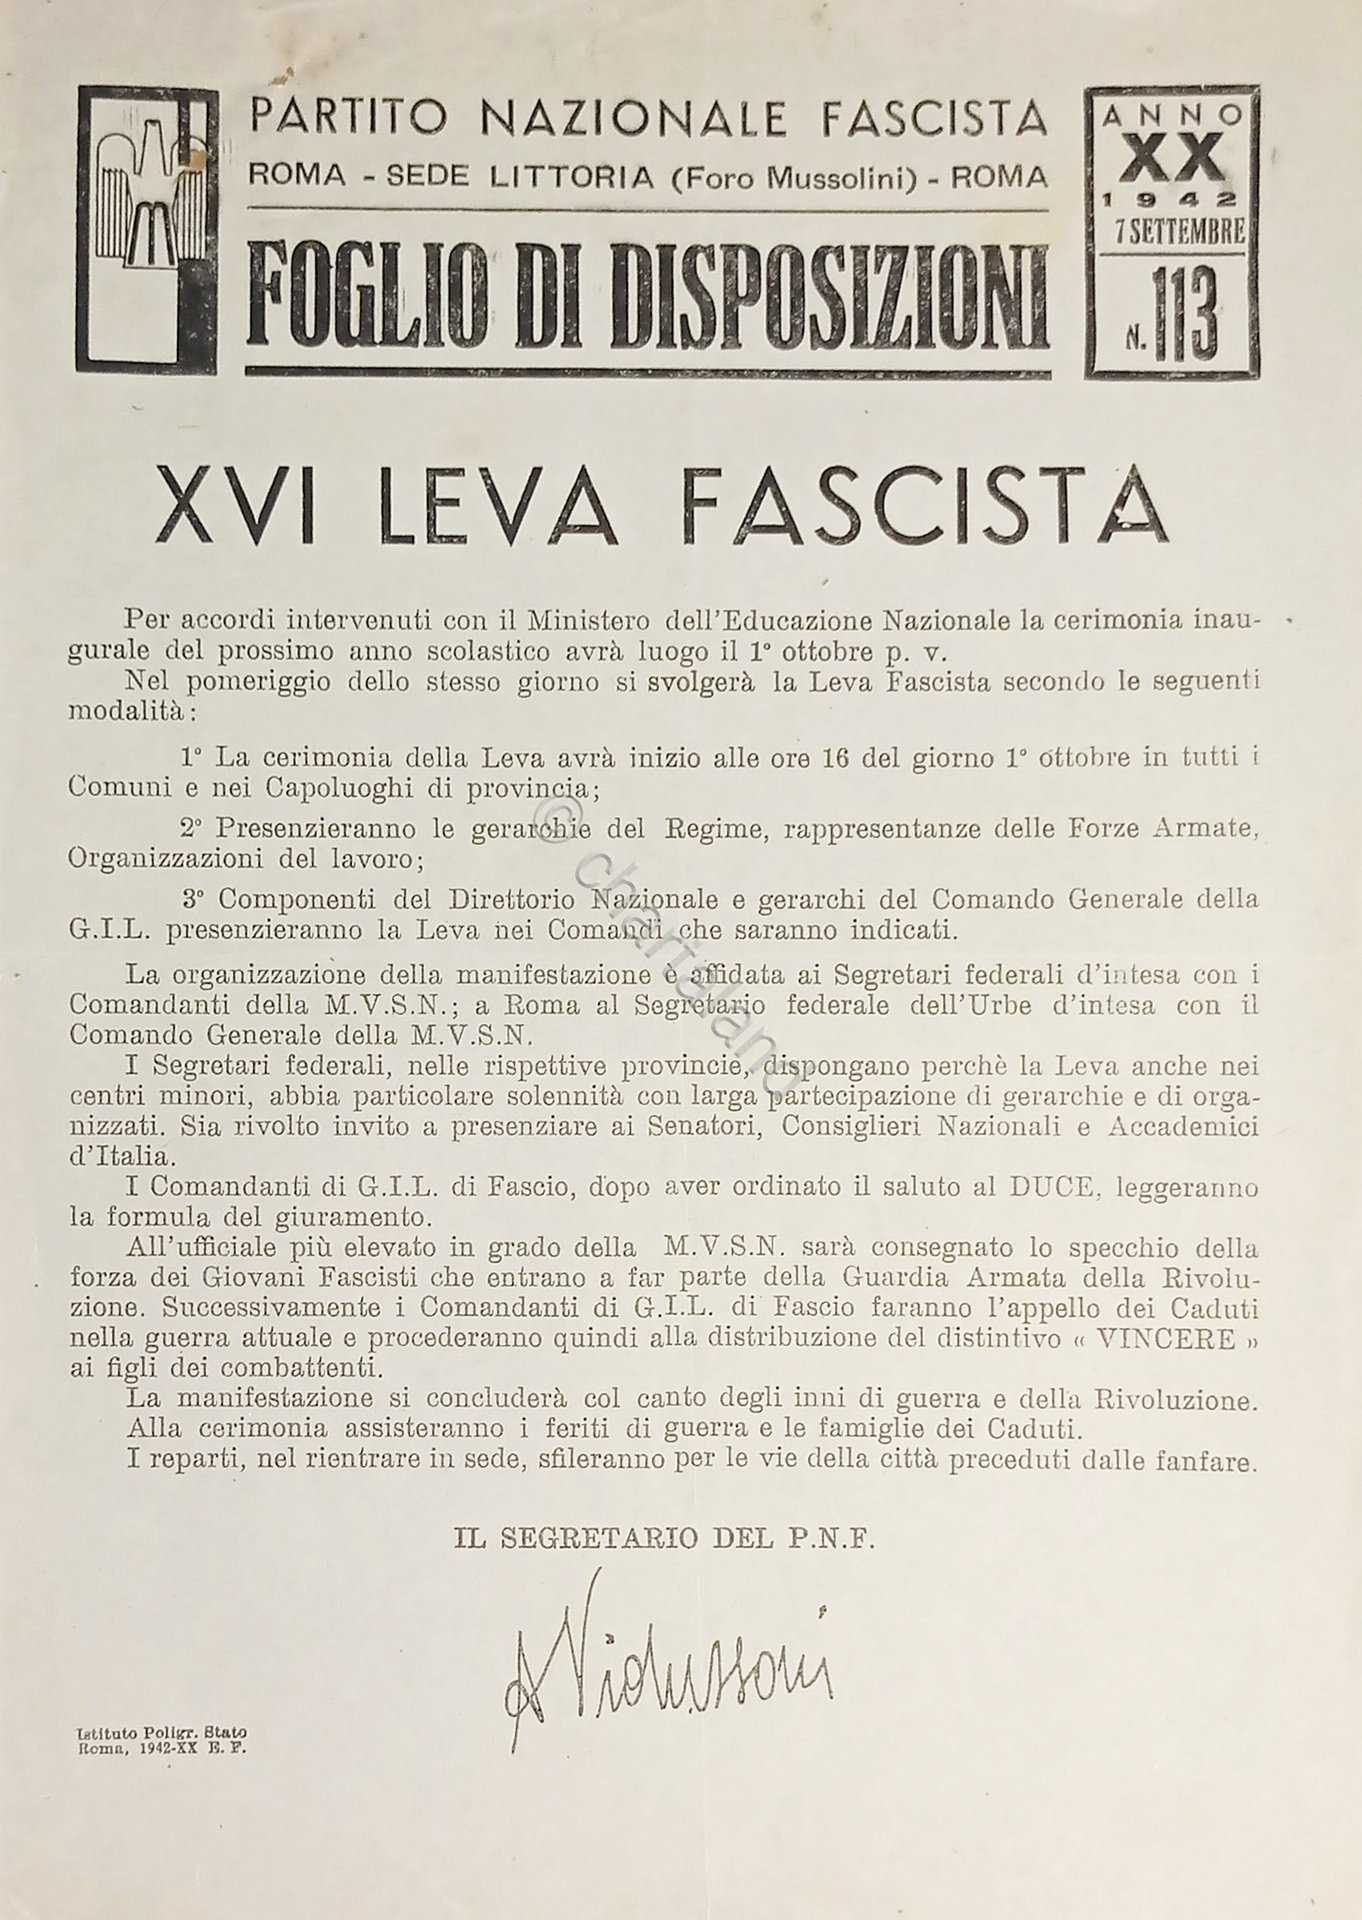 PARTITO NAZIONALE FASCISTA
ROMA - SEDE LITTORIA (Foro Mussolini) - ROMA
FOGLIO DI DISPOSIZIONI
ANNO
XX
1942
7 SETTEMBRE
N. 113
XVI LEVA FASCISTA
Per accordi intervenuti con il Ministero dell'Educazione Nazionale la cerimonia inau-
gurale del prossimo anno scolastico avrà luogo il 1° ottobre p. v.
Nel pomeriggio dello stesso giorno si svolgerà la Leva Fascista secondo le seguenti
modalità:
1° La cerimonia della Leva avrà inizio alle ore 16 del giorno 1° ottobre in tutti i
Comuni e nei Capoluoghi di provincia;
2° Presenzieranno le gerarchie del Regime, rappresentanze delle Forze Armate,
Organizzazioni del lavoro;
3° Componenti del Direttorio Nazionale e gerarchi del Comando Generale della
G.I.L. presenzieranno la Leva nei Comandi che saranno indicati.
La organizzazione della manifestazione è affidata ai Segretari federali d'intesa con i
Comandanti della M.V.S.N.; a Roma al Segretario federale dell'Urbe d'intesa con il
Comando Generale della M.V.S.N.
I Segretari federali, nelle rispettive provincie, dispongano perchè la Leva anche nei
centri minori, abbia particolare solennità con larga partecipazione di gerarchie e di orga-
nizzati. Sia rivolto invito a presenziare ai Senatori, Consiglieri Nazionali e Accademici
d'Italia.
I Comandanti di G.I.L. di Fascio, dopo aver ordinato il saluto al DUCE, leggeranno
la formula del giuramento.
All'ufficiale più elevato in grado della M.V.S.N. sarà consegnato lo specchio della
forza dei Giovani Fascisti che entrano a far parte della Guardia Armata della Rivolu-
zione. Successivamente i Comandanti di G.I.L. di Fascio faranno l'appello dei Caduti
nella guerra attuale e procederanno quindi alla distribuzione del distintivo « VINCERE »
ai figli dei combattenti.
La manifestazione si concluderà col canto degli inni di guerra e della Rivoluzione.
Alla cerimonia assisteranno i feriti di guerra e le famiglie dei Caduti.
I reparti, nel rientrare in sede, sfileranno per le vie della città preceduti dalle fanfare.
IL SEGRETARIO DEL P.N.F.
A Vidussoni
Istituto Poligr. Stato
Roma, 1942-XX E. F.
© chartaland